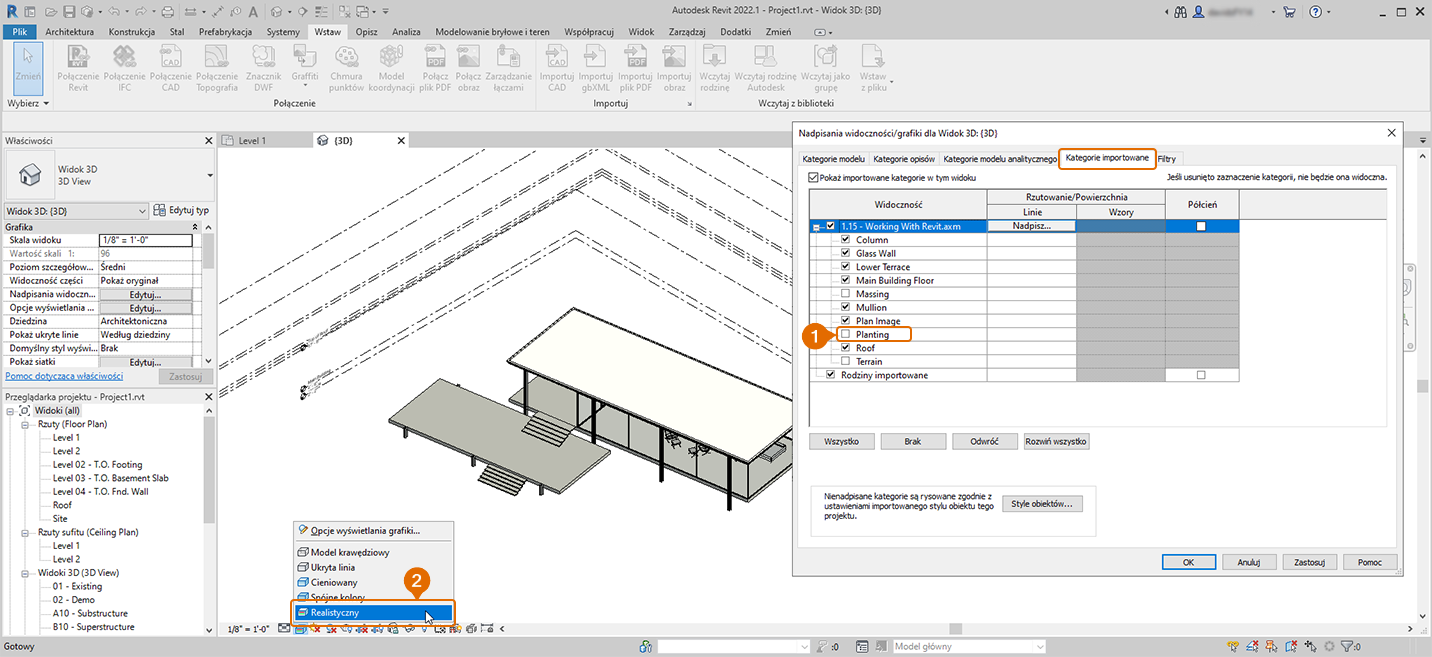 Autodesk Revit 2022.1 - Project1.rvt - Widok 3D: {3D}
Plik Architektura Konstrukcja Stal Prefabrykacja Systemy Wstaw Opisz Analiza Modelowanie bryłowe i teren Współpracuj Widok Zarządzaj Dodatki Zmień
Zmień
Połączenie Revit
Połączenie IFC
Połączenie CAD
Połączenie Topografia
Znacznik DWF
Graffiti
Chmura punktów
Model koordynacji
Połącz plik PDF
Połącz obraz
Zarządzanie łączami
Importuj CAD
Importuj gbXML
Importuj plik PDF
Importuj obraz
Wczytaj rodzinę
Wczytaj rodzinę Autodesk
Wczytaj jako grupę
Wstaw z pliku
Wybierz Połączenie Importuj Wczytaj z biblioteki
Właściwości
Widok 3D
3D View
Widok 3D: {3D} Edytuj typ
Grafika
Skala widoku 1/8" = 1'-0"
Wartość skali 1: 96
Poziom szczegółow... Średni
Widoczność części Pokaż oryginał
Nadpisania widoczn... Edytuj...
Opcje wyświetlania ... Edytuj...
Dziedzina Architektoniczna
Pokaż ukryte linie Według dziedziny
Domyślny styl wyświ... Brak
Pokaż siatki Edytuj...
Pomoc dotycząca właściwości Zastosuj
Przeglądarka projektu - Project1.rvt
Widoki (all)
Rzuty (Floor Plan)
Level 1
Level 2
Level 02 - T.O. Footing
Level 03 - T.O. Basement Slab
Level 04 - T.O. Fnd. Wall
Roof
Site
Rzuty sufitu (Ceiling Plan)
Level 1
Level 2
Widoki 3D (3D View)
01 - Existing
02 - Demo
A10 - Substructure
B10 - Superstructure
Level 1
{3D}
Opcje wyświetlania grafiki...
Model krawędziowy
Ukryta linia
Cieniowany
Spójne kolory
2
Realistyczny
1/8" = 1'-0"
Nadpisania widoczności/grafiki dla Widok 3D: {3D}
Kategorie modelu Kategorie opisów Kategorie modelu analitycznego Kategorie importowane Filtry
Pokaż importowane kategorie w tym widoku
Jeśli usunięto zaznaczenie kategorii, nie będzie ona widoczna.
Widoczność Rzutowanie/Powierzchnia Półcień
Linie Wzory
1.15 - Working With Revit.axm Nadpisz...
Column
Glass Wall
Lower Terrace
Main Building Floor
Massing
Mullion
Plan Image
1
Planting
Roof
Terrain
Rodziny importowane
Wszystko Brak Odwróć Rozwiń wszystko
Nienadpisane kategorie są rysowane zgodnie z
ustawieniami importowanego stylu obiektu tego
projektu.
Style obiektów...
OK Anuluj Zastosuj Pomoc
Gotowy
:0
Model główny
:0